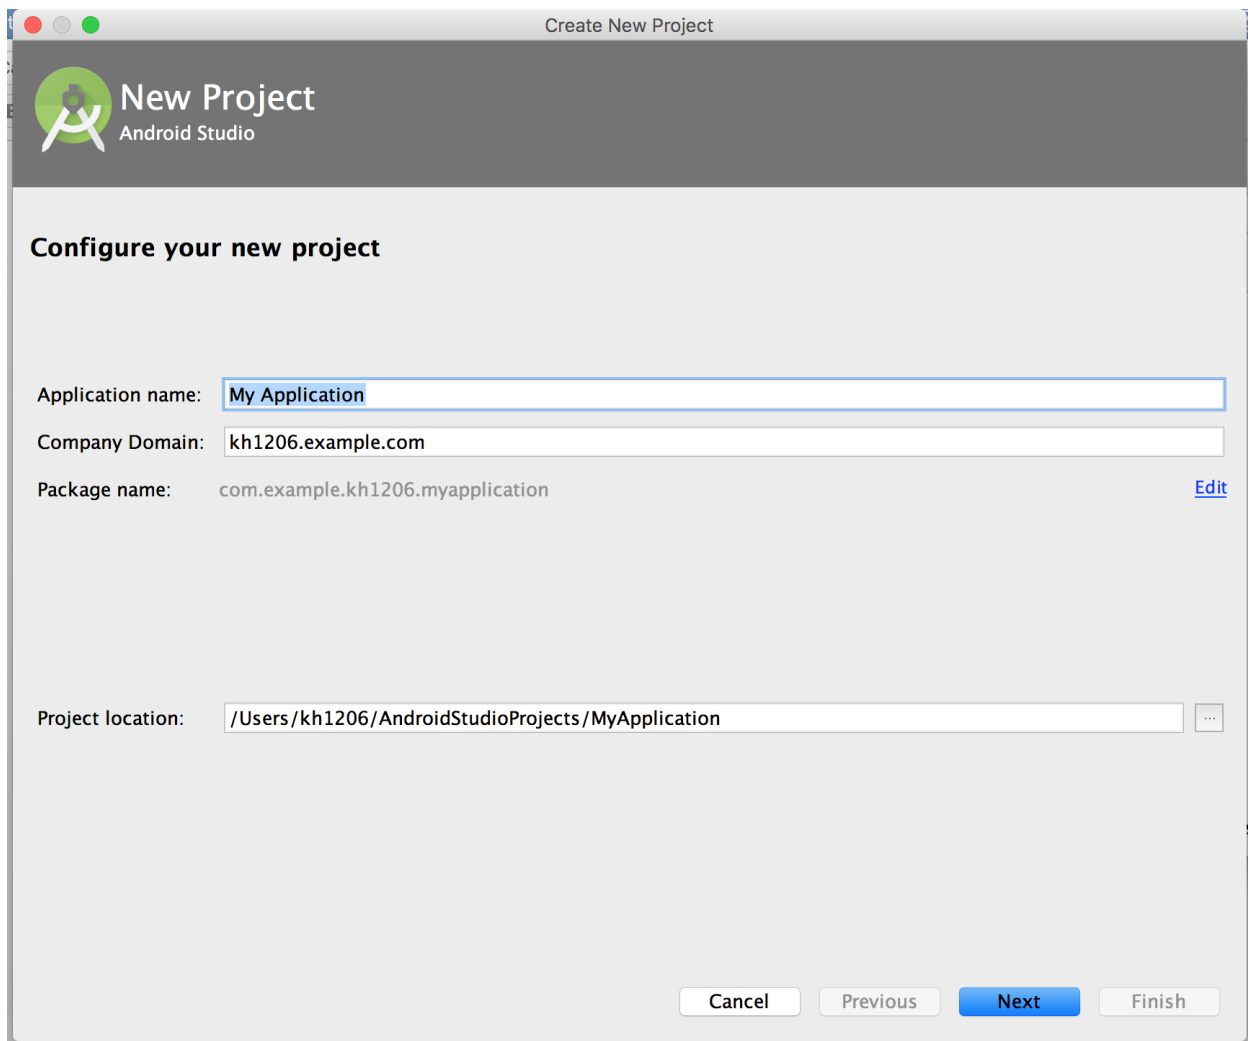 Create New Project
New Project
Android Studio
Configure your new project
Application name: My Application
Company Domain: kh1206.example.com
Package name: com.example.kh1206.myapplication Edit
Project location: /Users/kh1206/AndroidStudioProjects/MyApplication ...
Cancel Previous Next Finish